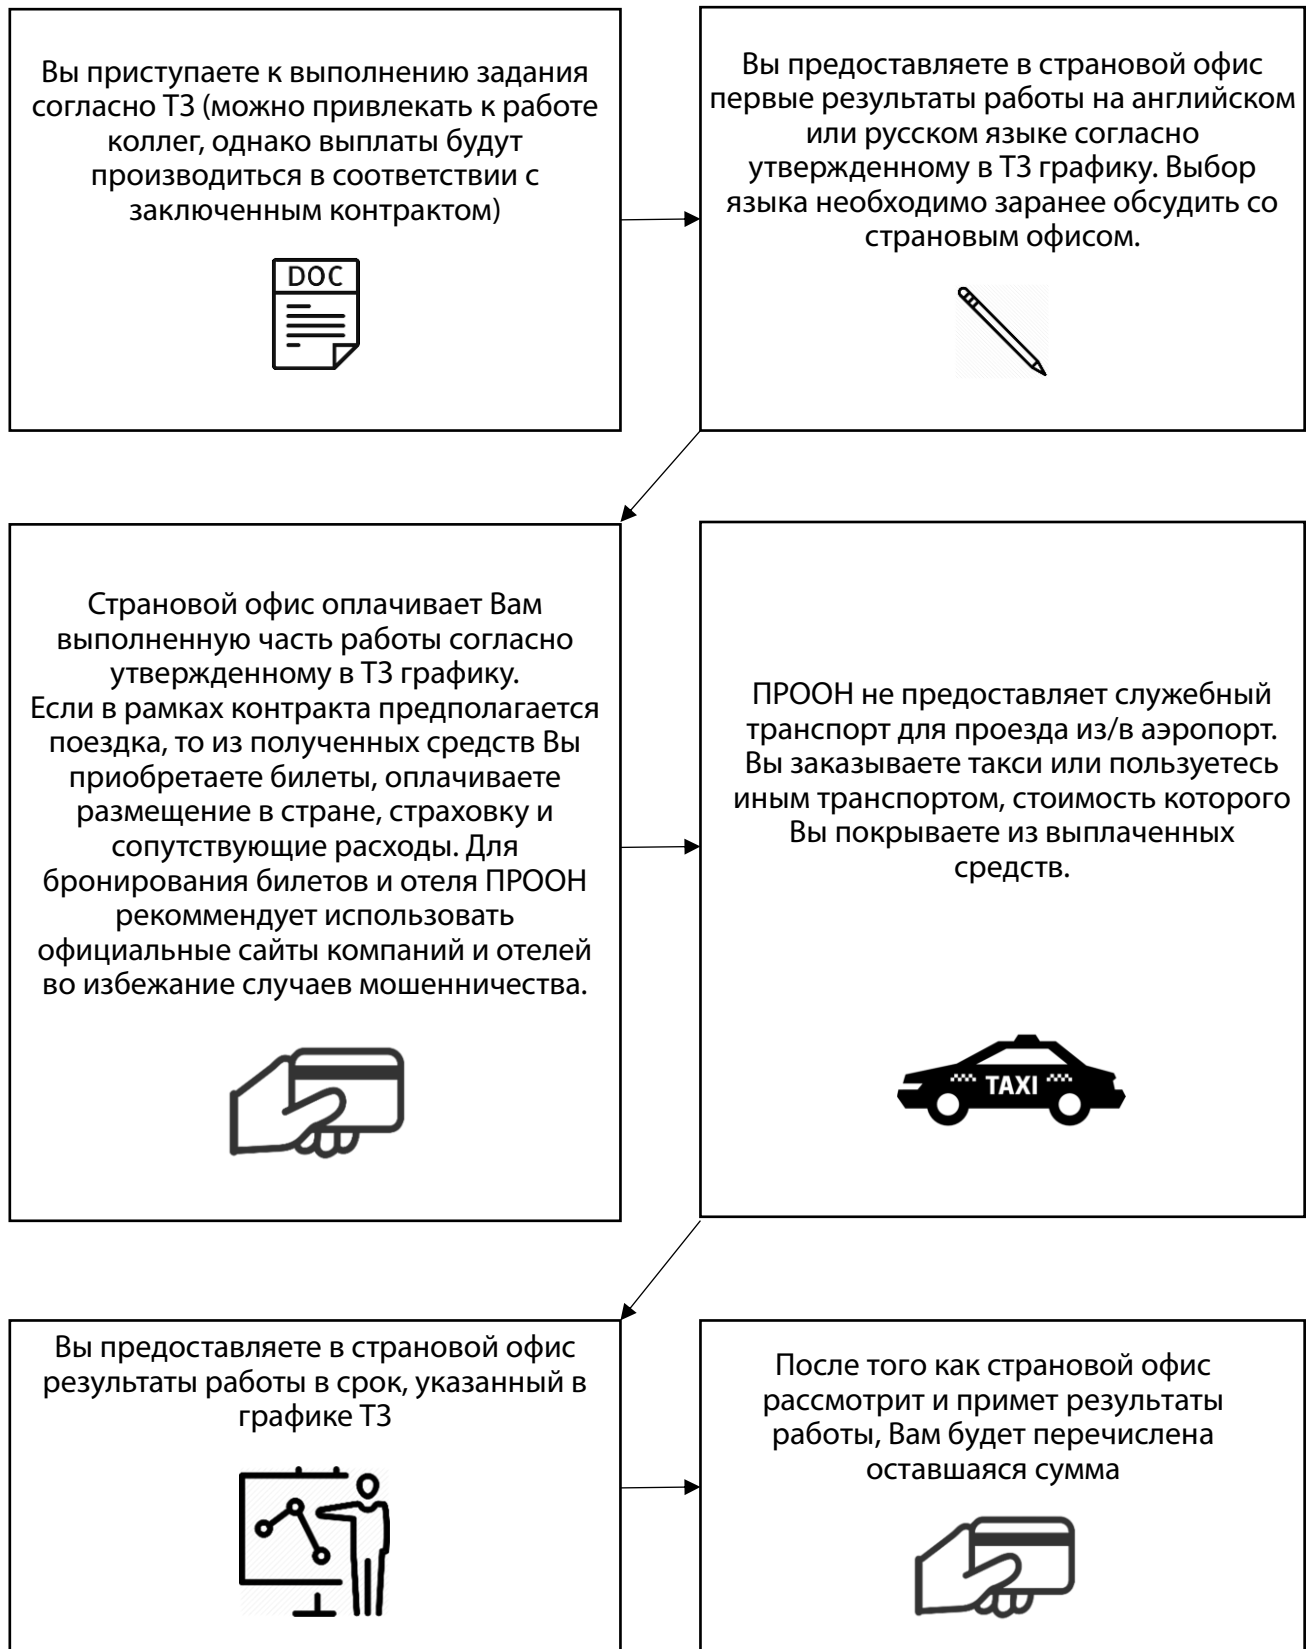 Вы приступаете к выполнению задания
согласно ТЗ (можно привлекать к работе
коллег, однако выплаты будут
производиться в соответствии с
заключенным контрактом)
DOC
Вы предоставляете в страновой офис
первые результаты работы на английском
или русском языке согласно
утвержденному в ТЗ графику. Выбор
языка необходимо заранее обсудить со
страновым офисом.
Страновой офис оплачивает Вам
выполненную часть работы согласно
утвержденному в ТЗ графику.
Если в рамках контракта предполагается
поездка, то из полученных средств Вы
приобретаете билеты, оплачиваете
размещение в стране, страховку и
сопутствующие расходы. Для
бронирования билетов и отеля ПРООН
рекоммендует использовать
официальные сайты компаний и отелей
во избежание случаев мошенничества.
ПРООН не предоставляет служебный
транспорт для проезда из/в аэропорт.
Вы заказываете такси или пользуетесь
иным транспортом, стоимость которого
Вы покрываете из выплаченных
средств.
TAXI
Вы предоставляете в страновой офис
результаты работы в срок, указанный в
графике ТЗ
После того как страновой офис
рассмотрит и примет результаты
работы, Вам будет перечислена
оставшаяся сумма